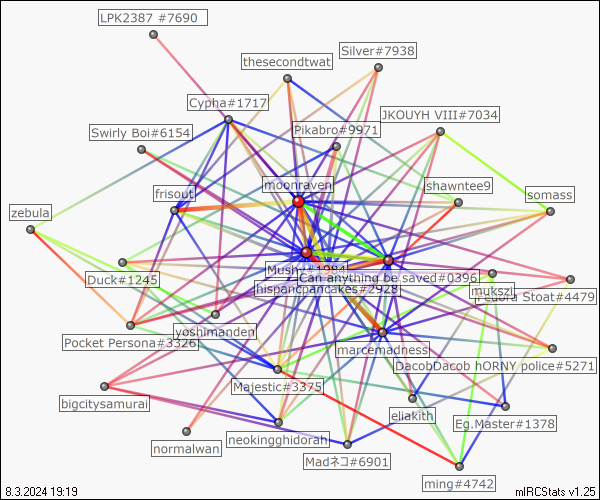 LPK2387 #7690
Silver#7938
thesecondtwat
Cypha#1717
JKOUYH VIII#7034
Swirly Boi#6154
Pikabro#9971
moonraven
shawntee9
frisout
somass
zebula
Mushu#1984
Can anything be saved#0396
Duck#1245
jhispancpancakes#2928
mukszi
Fedora Stoat#4479
yoshimanden
Pocket Persona#3326
marcemadness
DacobDacob hORNY police#5271
Majestic#3375
bigcitysamurai
eliakith
Eg.Master#1378
neokingghidorah
normalwan
Madネコ#6901
ming#4742
8.3.2024 19:19
mIRCStats v1.25